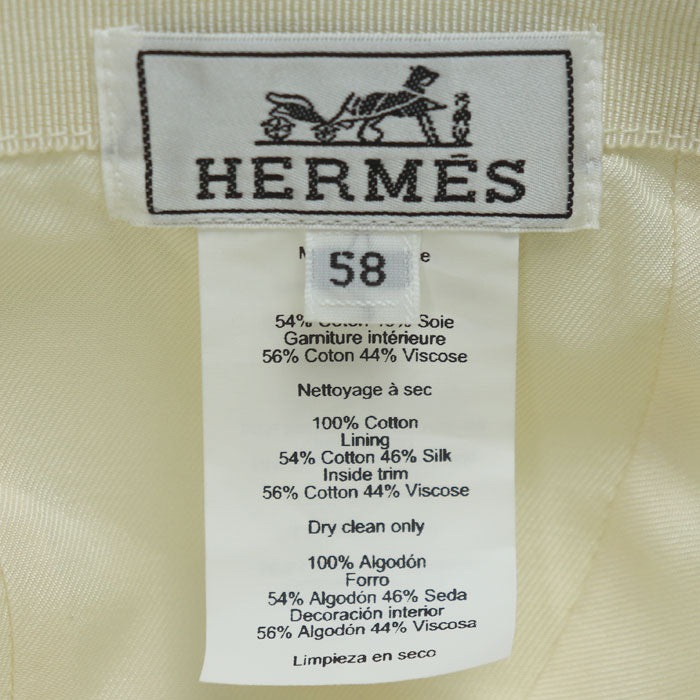 HERMÈS
58
54% Soie
Garniture intérieure
56% Coton 44% Viscose
Nettoyage à sec
100% Cotton
Lining
54% Cotton 46% Silk
Inside trim
56% Cotton 44% Viscose
Dry clean only
100% Algodón
Forro
54% Algodón 46% Seda
Decoración interior
56% Algodón 44% Viscosa
Limpieza en seco